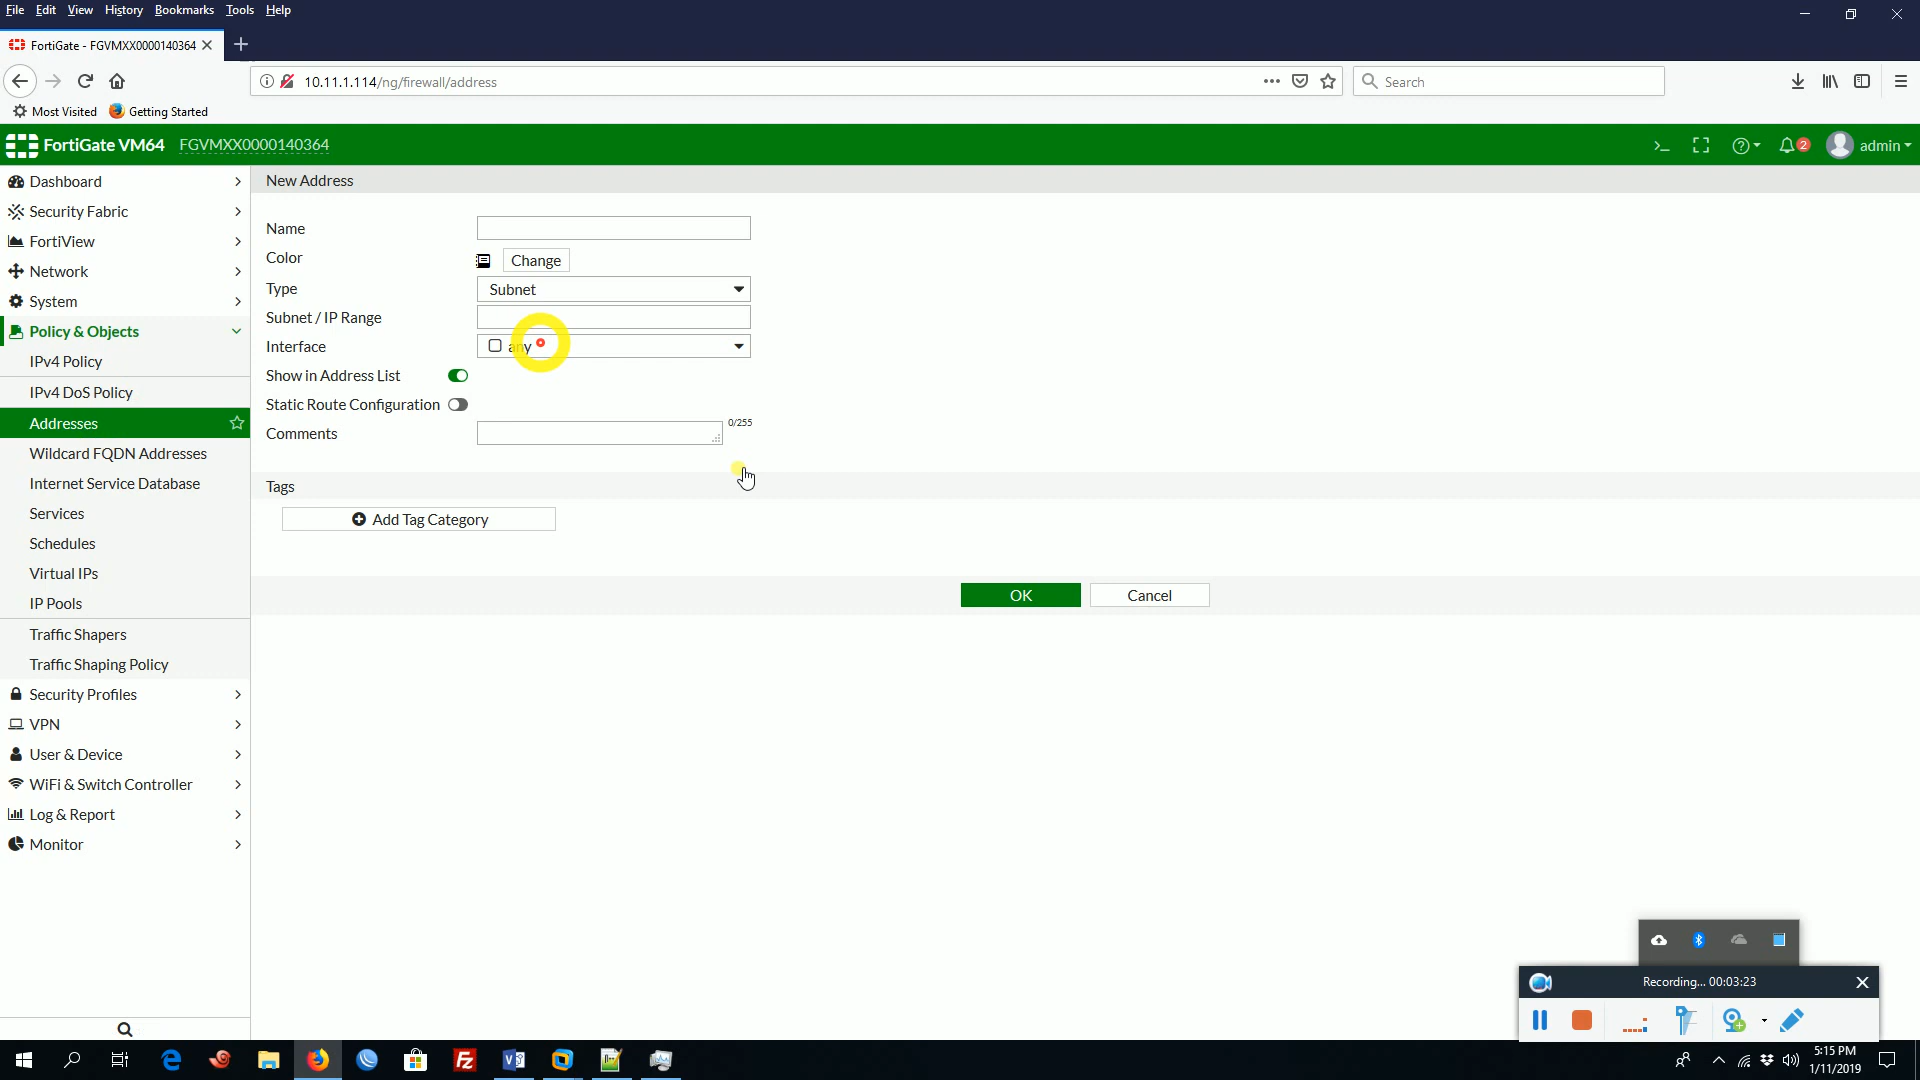 File Edit View History Bookmarks Tools Help
FortiGate - FGVMXX0000140364
10.11.1.114/ng/firewall/address
Search
Most Visited Getting Started
FortiGate VM64 FGVMXX0000140364
2 admin
Dashboard
Security Fabric
FortiView
Network
System
Policy & Objects
IPv4 Policy
IPv4 DoS Policy
Addresses
Wildcard FQDN Addresses
Internet Service Database
Services
Schedules
Virtual IPs
IP Pools
Traffic Shapers
Traffic Shaping Policy
Security Profiles
VPN
User & Device
WiFi & Switch Controller
Log & Report
Monitor
New Address
Name
Color Change
Type Subnet
Subnet / IP Range
Interface any
Show in Address List
Static Route Configuration
Comments 0/255
Tags
Add Tag Category
OK Cancel
Recording... 00:03:23
5:15 PM
1/11/2019